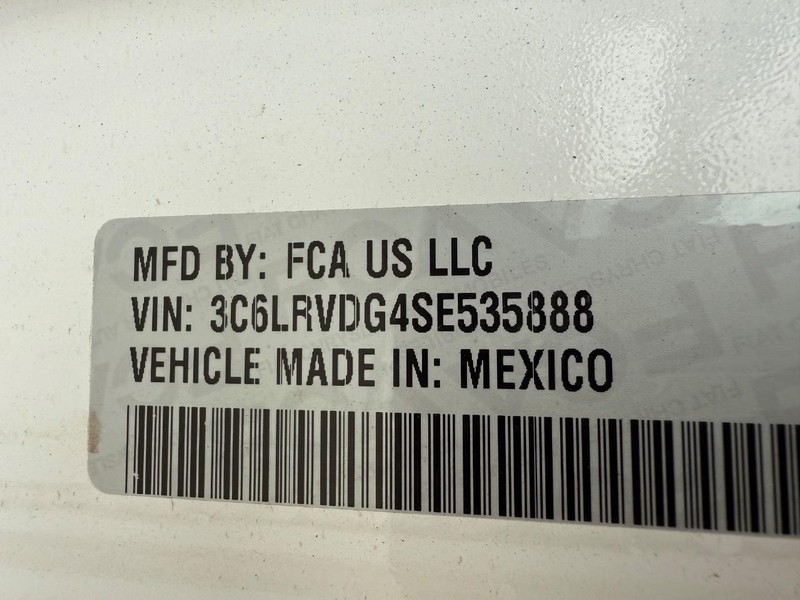 MFD BY: FCA US LLC
VIN: 3C6LRVDG4SE535888
VEHICLE MADE IN: MEXICO